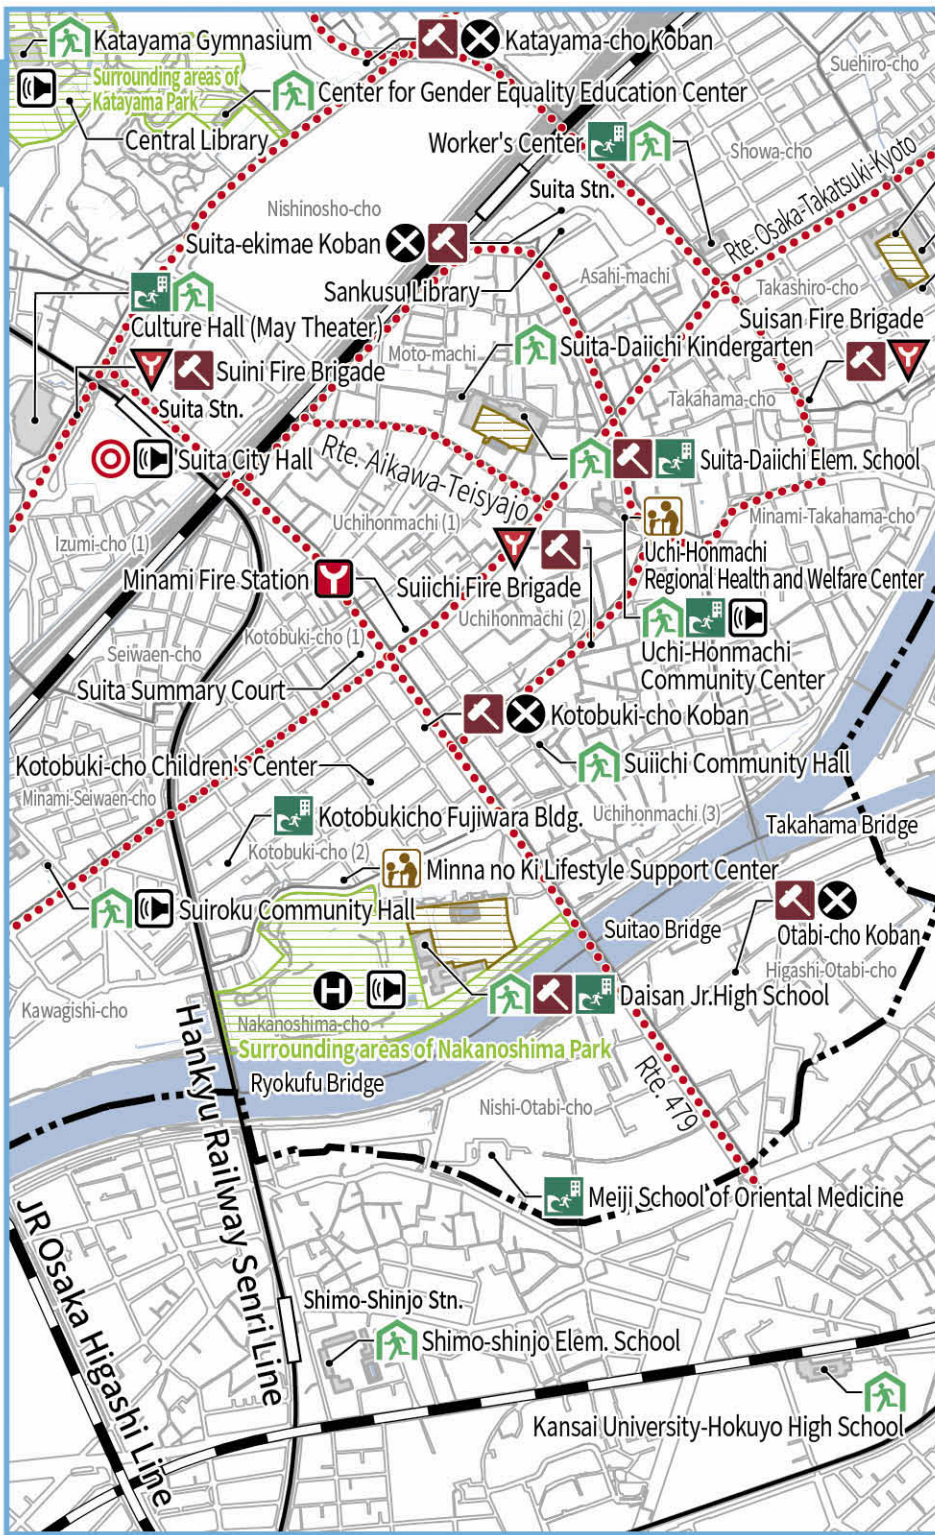 Katayama Gymnasium
Katayama-cho Koban
Suehiro-cho
Surrounding areas of
Katayama Park
Center for Gender Equality Education Center
Central Library
Worker's Center
Showa-cho
Suita Stn.
Rte. Osaka-Takatsuki-Kyoto
Nishinosho-cho
Suita-ekimae Koban
Asahi-machi
Sankusu Library
Takashiro-cho
Culture Hall (May Theater)
Suisan Fire Brigade
Moto-machi
Suita-Daiichi Kindergarten
Suini Fire Brigade
Takahama-cho
Suita Stn.
Suita City Hall
Rte. Aikawa-Teisyajo
Suita-Daiichi Elem. School
Izumi-cho (1)
Uchihonmachi (1)
Minami-Takahama-cho
Uchi-Honmachi
Regional Health and Welfare Center
Minami Fire Station
Suiichi Fire Brigade
Uchihonmachi (2)
Kotobuki-cho (1)
Seiwaen-cho
Uchi-Honmachi
Community Center
Suita Summary Court
Kotobuki-cho Koban
Kotobuki-cho Children's Center
Suiichi Community Hall
Minami-Seiwaen-cho
Kotobukicho Fujiwara Bldg.
Uchihonmachi (3)
Takahama Bridge
Kotobuki-cho (2)
Minna no Ki Lifestyle Support Center
Suiroku Community Hall
Suitao Bridge
Otabi-cho Koban
Higashi-Otabi-cho
H
Daisan Jr.High School
Kawagishi-cho
Nakanoshima-cho
Surrounding areas of Nakanoshima Park
Ryokufu Bridge
Rte. 479
Nishi-Otabi-cho
Hankyu Railway Senri Line
Meiji School of Oriental Medicine
JR Osaka Higashi Line
Shimo-Shinjo Stn.
Shimo-shinjo Elem. School
Kansai University-Hokuyo High School